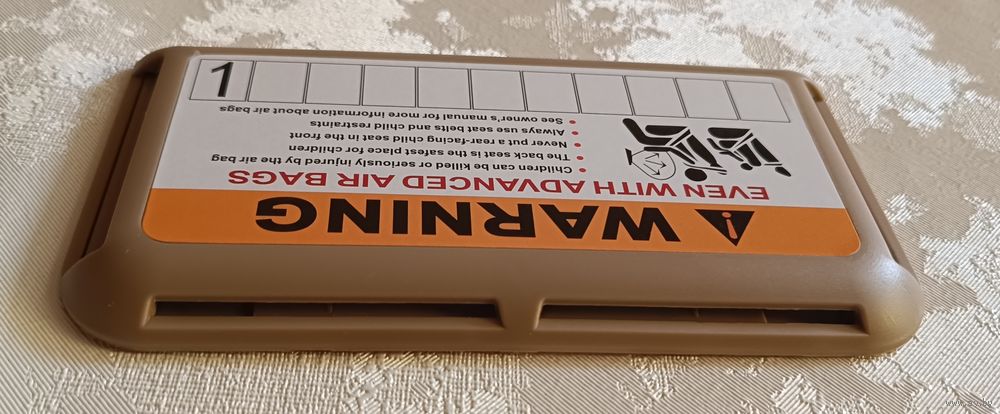 WARNING
EVEN WITH ADVANCED AIR BAGS
• Children can be killed or seriously injured by the air bag
• The back seat is the safest place for children
• Never put a rear-facing child seat in the front
• Always use seat belts and child restraints
• See owner's manual for more information about air bags
1